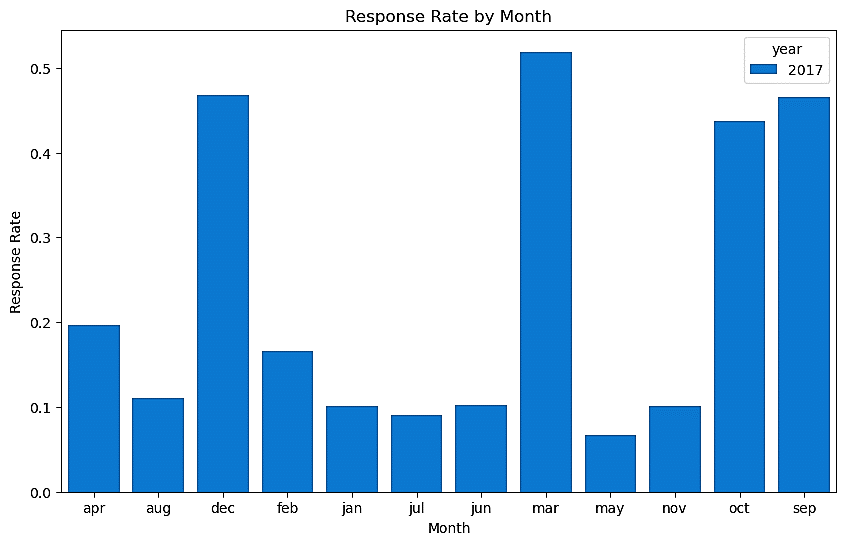 Response Rate by Month
year
2017
Response Rate
0.5
0.4
0.3
0.2
0.1
0.0
apr aug dec feb jan jul jun mar may nov oct sep
Month